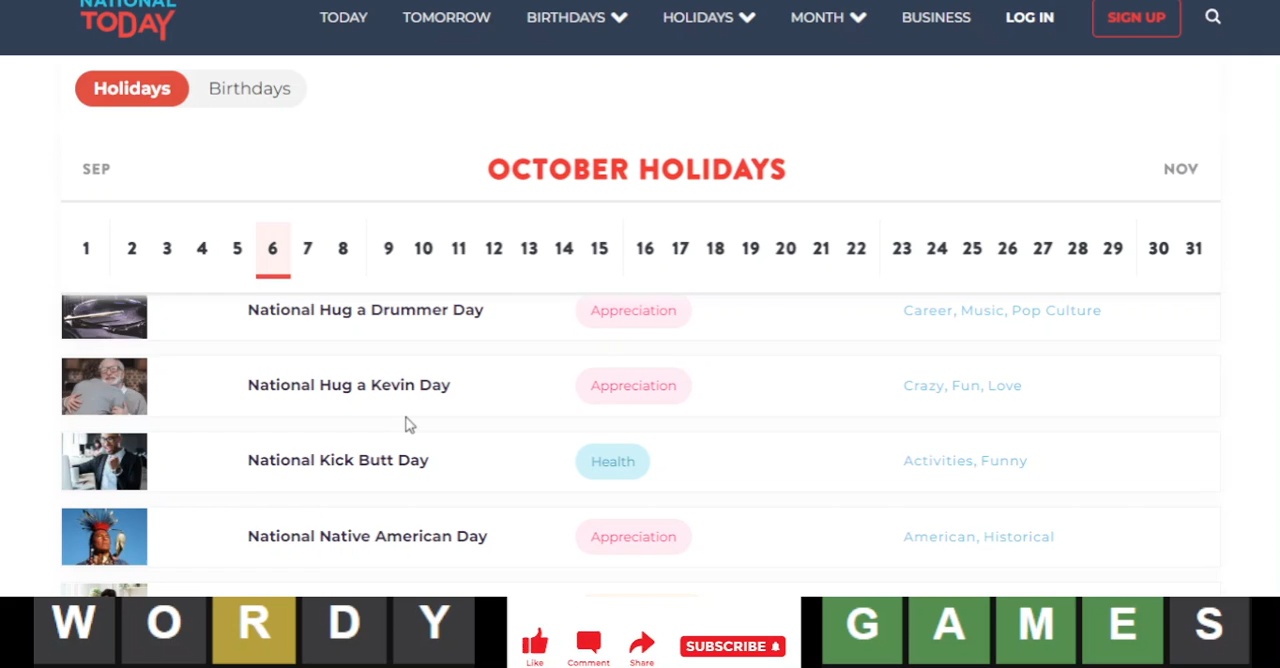 NATIONAL
TODAY
TODAY TOMORROW BIRTHDAYS HOLIDAYS MONTH BUSINESS LOG IN SIGN UP
Holidays Birthdays
SEP OCTOBER HOLIDAYS NOV
1 2 3 4 5 6 7 8 9 10 11 12 13 14 15 16 17 18 19 20 21 22 23 24 25 26 27 28 29 30 31
National Hug a Drummer Day Appreciation Career, Music, Pop Culture
National Hug a Kevin Day Appreciation Crazy, Fun, Love
National Kick Butt Day Health Activities, Funny
National Native American Day Appreciation American, Historical
WORDY GAMES
Like Comment Share SUBSCRIBE